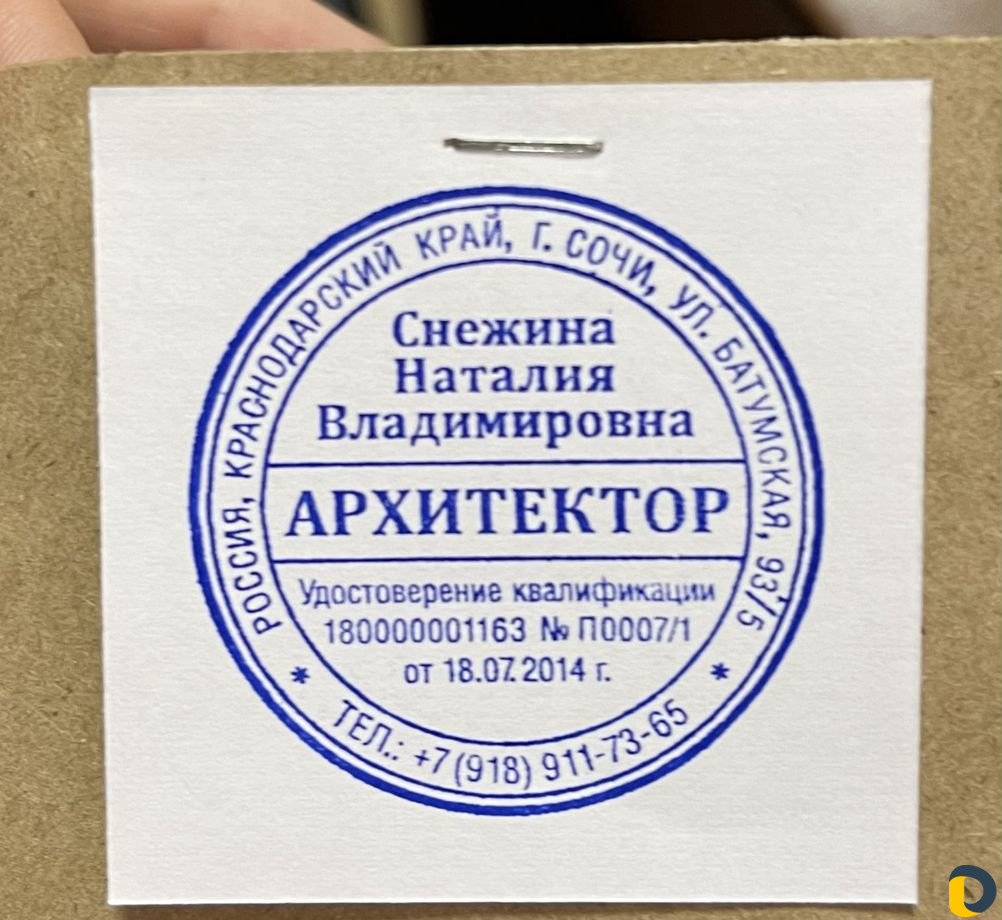 РОССИЯ, КРАСНОДАРСКИЙ КРАЙ, Г. СОЧИ, УЛ. БАТУМСКАЯ, 93/5
Снежина
Наталия
Владимировна
АРХИТЕКТОР
Удостоверение квалификации
180000001163 № П0007/1
от 18.07.2014 г.
* ТЕЛ.: +7 (918) 911-73-65 *